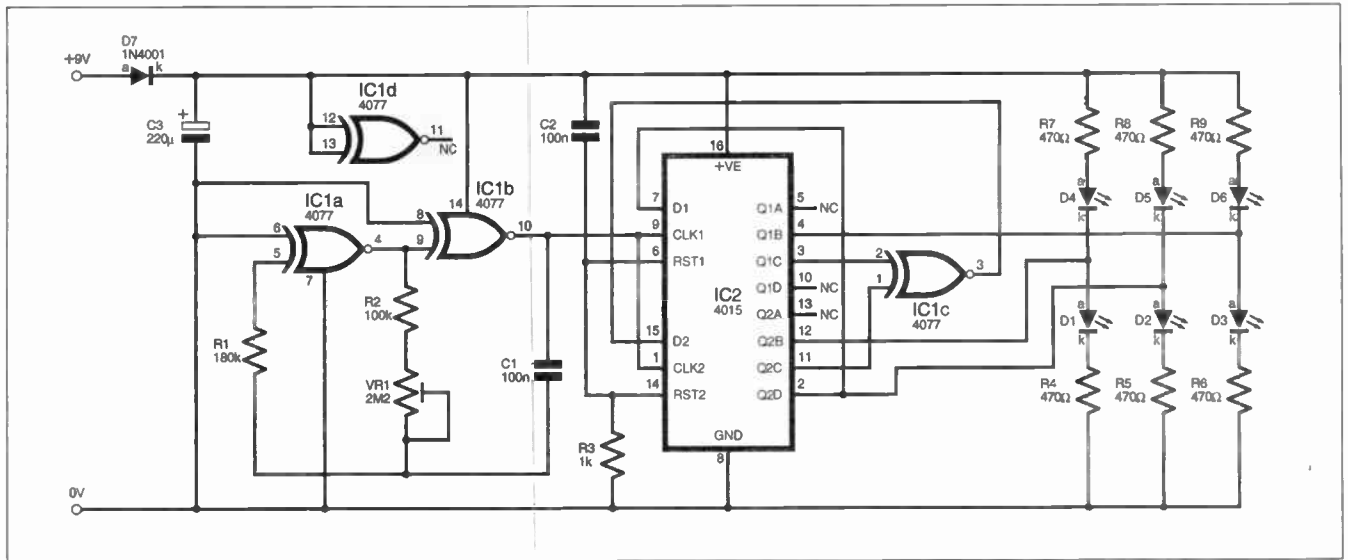 +9V
D7
1N4001
a
k
+
C3
220µ
IC1d
4077
12
13
11
NC
IC1a
4077
6
5
4
7
IC1b
4077
14
8
9
10
R1
180k
R2
100k
VR1
2M2
C1
100n
C2
100n
R3
1k
16
+VE
7
D1
9
CLK1
6
RST1
15
D2
1
CLK2
14
RST2
IC2
4015
GND
8
Q1A
5
NC
Q1B
4
Q1C
3
Q1D
10
NC
Q2A
13
NC
Q2B
12
Q2C
11
Q2D
2
2
1
3
IC1c
4077
R7
470Ω
R8
470Ω
R9
470Ω
a
D4
k
a
D5
k
a
D6
k
a
D1
k
a
D2
k
a
D3
k
R4
470Ω
R5
470Ω
R6
470Ω
0V